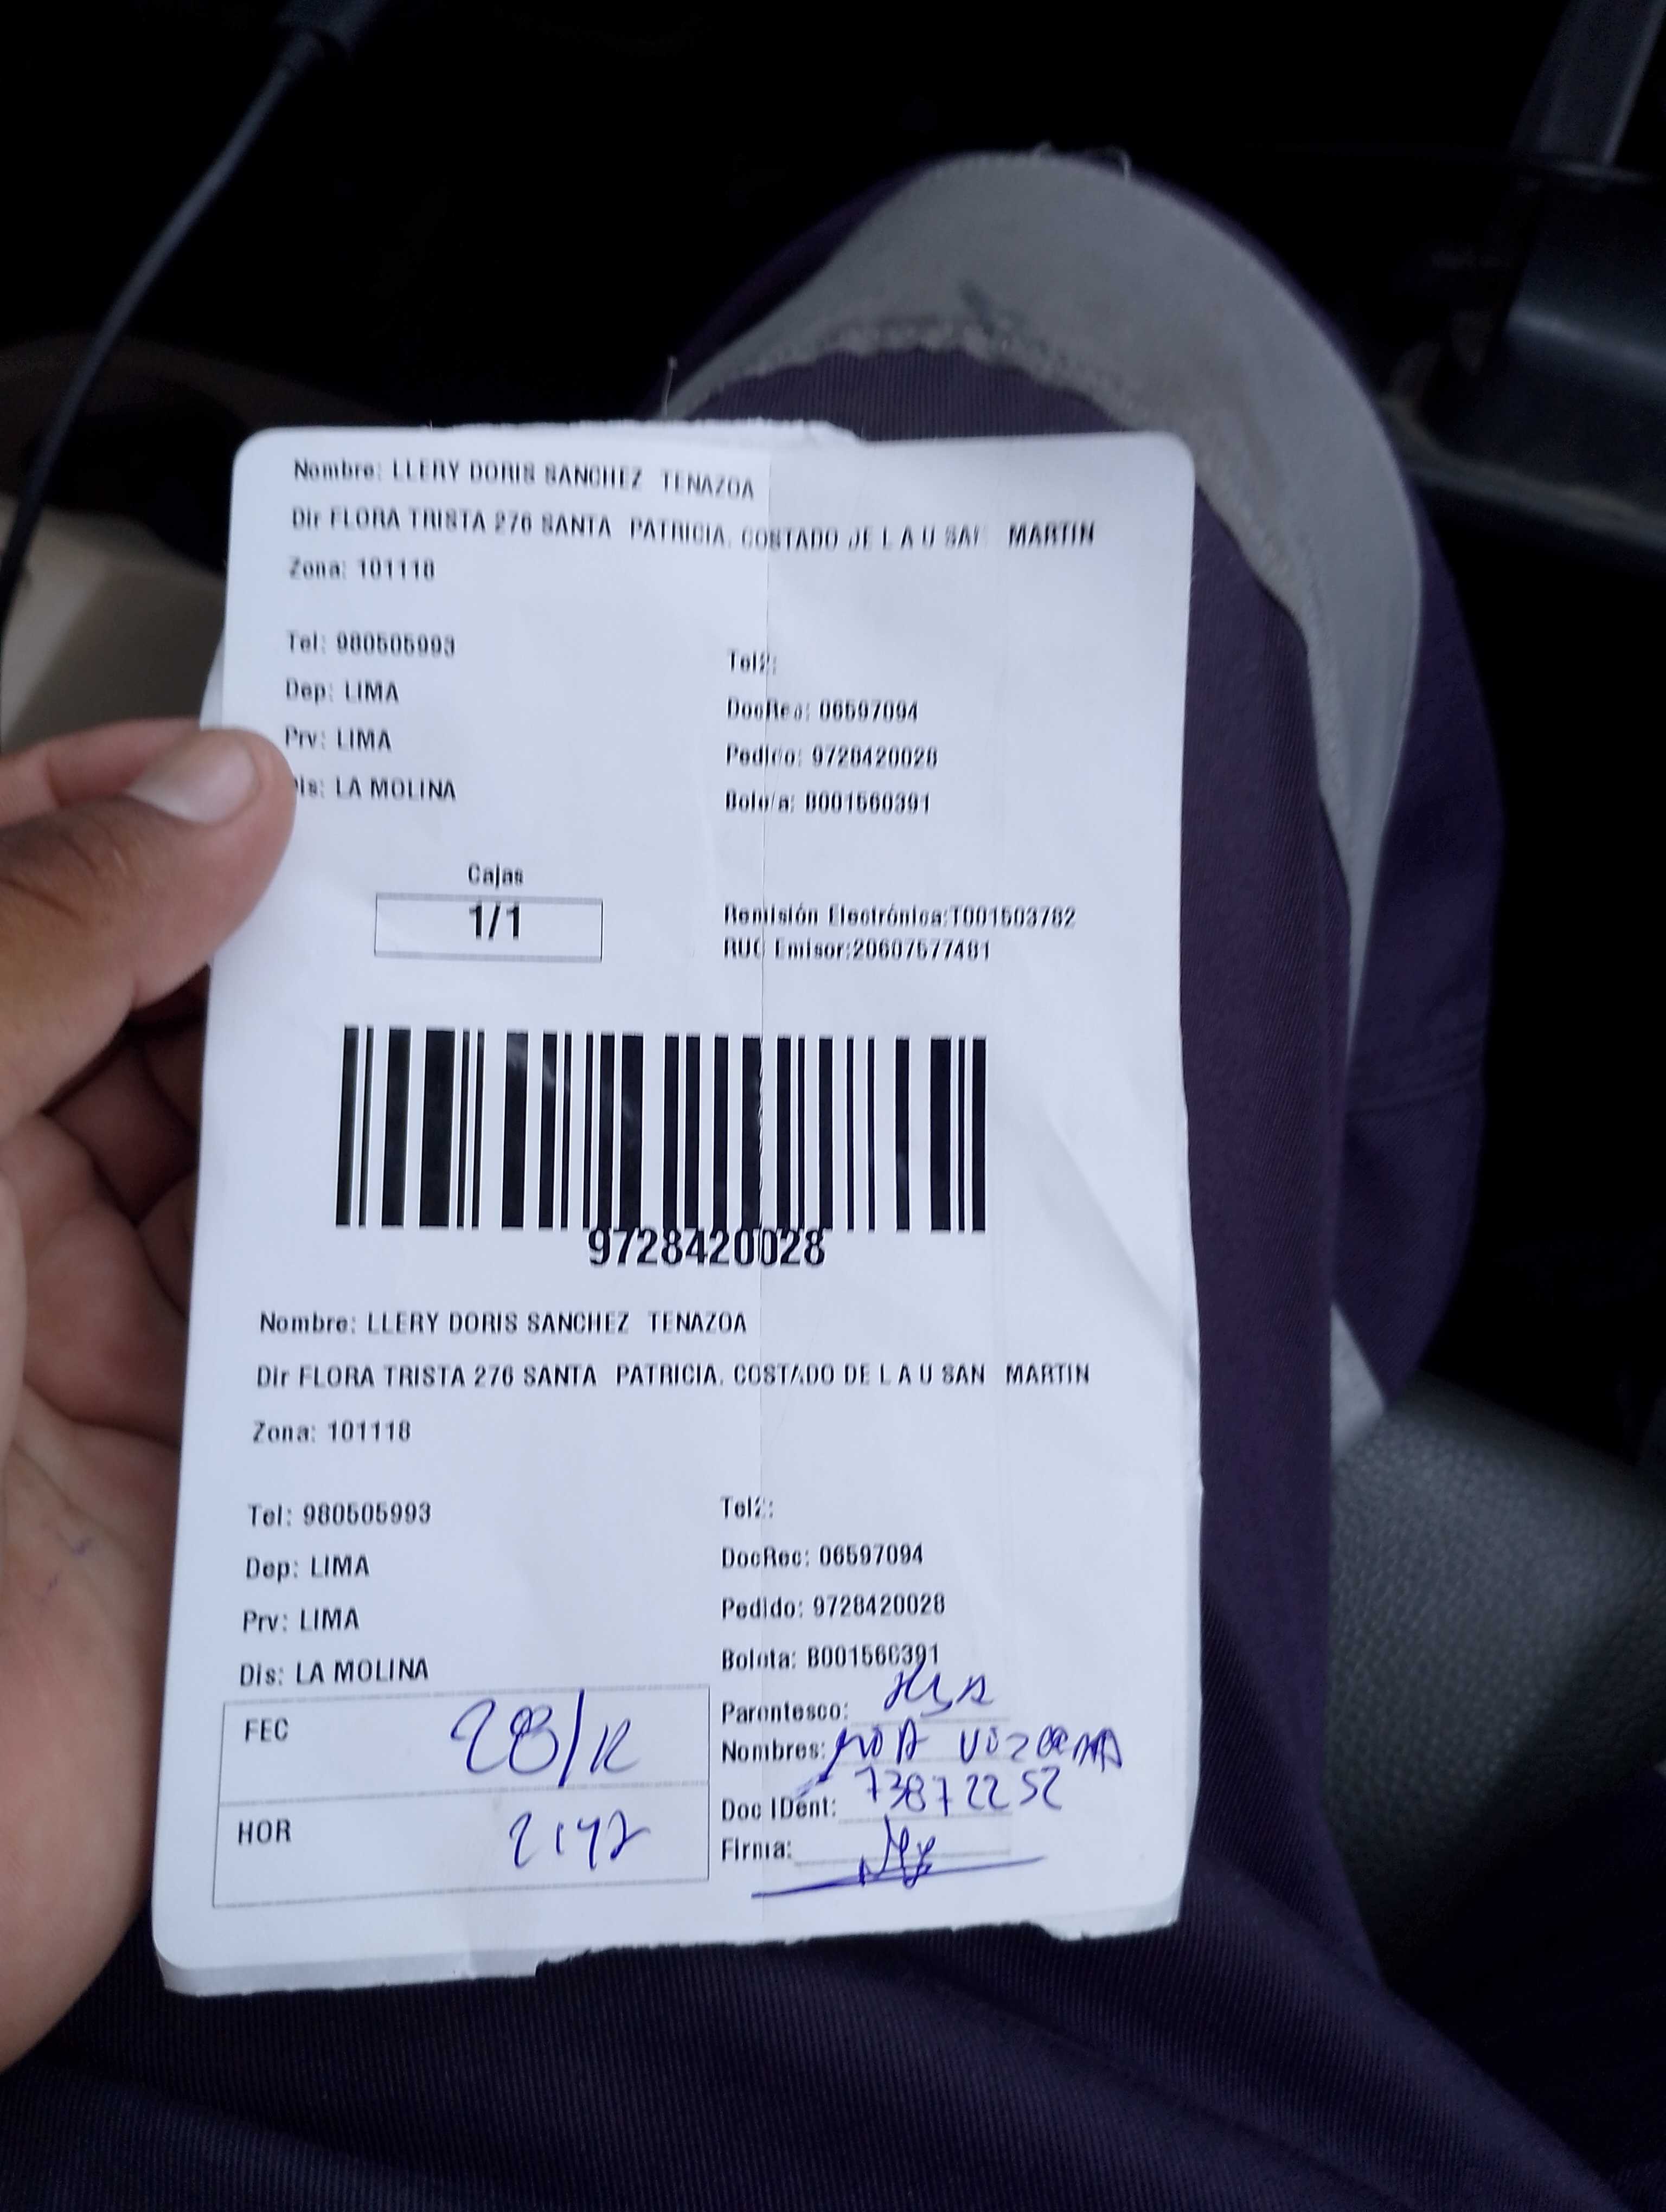 Nombre: LLERY DORIS SANCHEZ TENAZOA
Dir FLORA TRISTA 276 SANTA PATRICIA. COSTADO DE L A U SAN MARTIN
Zona: 101118
Tel: 980505993
Tel2:
Dep: LIMA
DocRec: 06597094
Prv: LIMA
Pedido: 9728420028
Dis: LA MOLINA
Boleta: B001560391
Cajas
1/1
Remisión Electrónica:T001503782
RUC Emisor:20607577481
9728420028
Nombre: LLERY DORIS SANCHEZ TENAZOA
Dir FLORA TRISTA 276 SANTA PATRICIA. COSTADO DE L A U SAN MARTIN
Zona: 101118
Tel: 980505993
Tel2:
Dep: LIMA
DocRec: 06597094
Prv: LIMA
Pedido: 9728420028
Dis: LA MOLINA
Boleta: B001560391
FEC 28/12
Parentesco:
Nombres:
HOR
Doc IDent: 73872252
Firma: